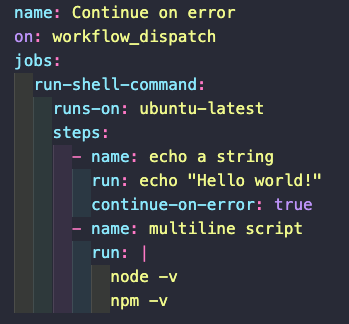 name: Continue on error
on: workflow_dispatch
jobs:
  run-shell-command:
    runs-on: ubuntu-latest
    steps:
      - name: echo a string
        run: echo "Hello world!"
        continue-on-error: true
      - name: multiline script
        run: |
          node -v
          npm -v